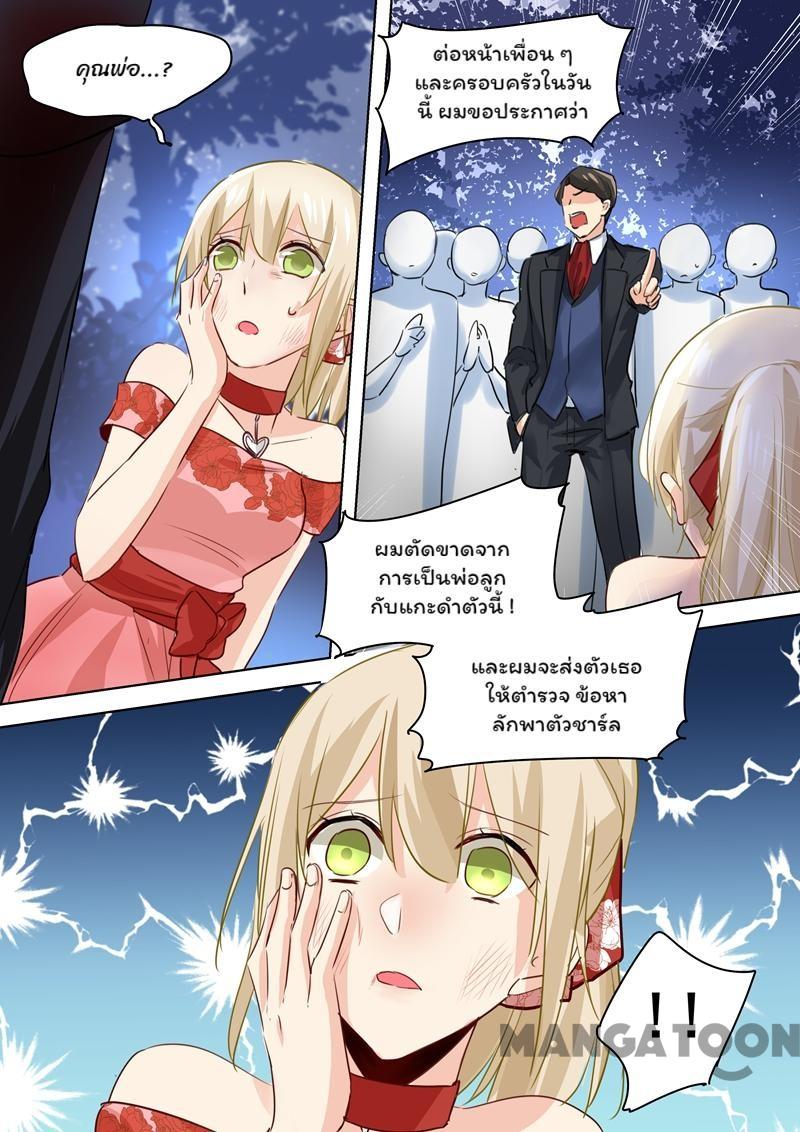 คุณพ่อ...?
ต่อหน้าเพื่อน ๆ
และครอบครัวในวัน
นี้ ผมขอประกาศว่า
ผมตัดขาดจาก
การเป็นพ่อลูก
กับแกะดำตัวนี้ !
และผมจะส่งตัวเธอ
ให้ตำรวจ ข้อหา
ลักพาตัวชาร์ล
! !
MANGATOON